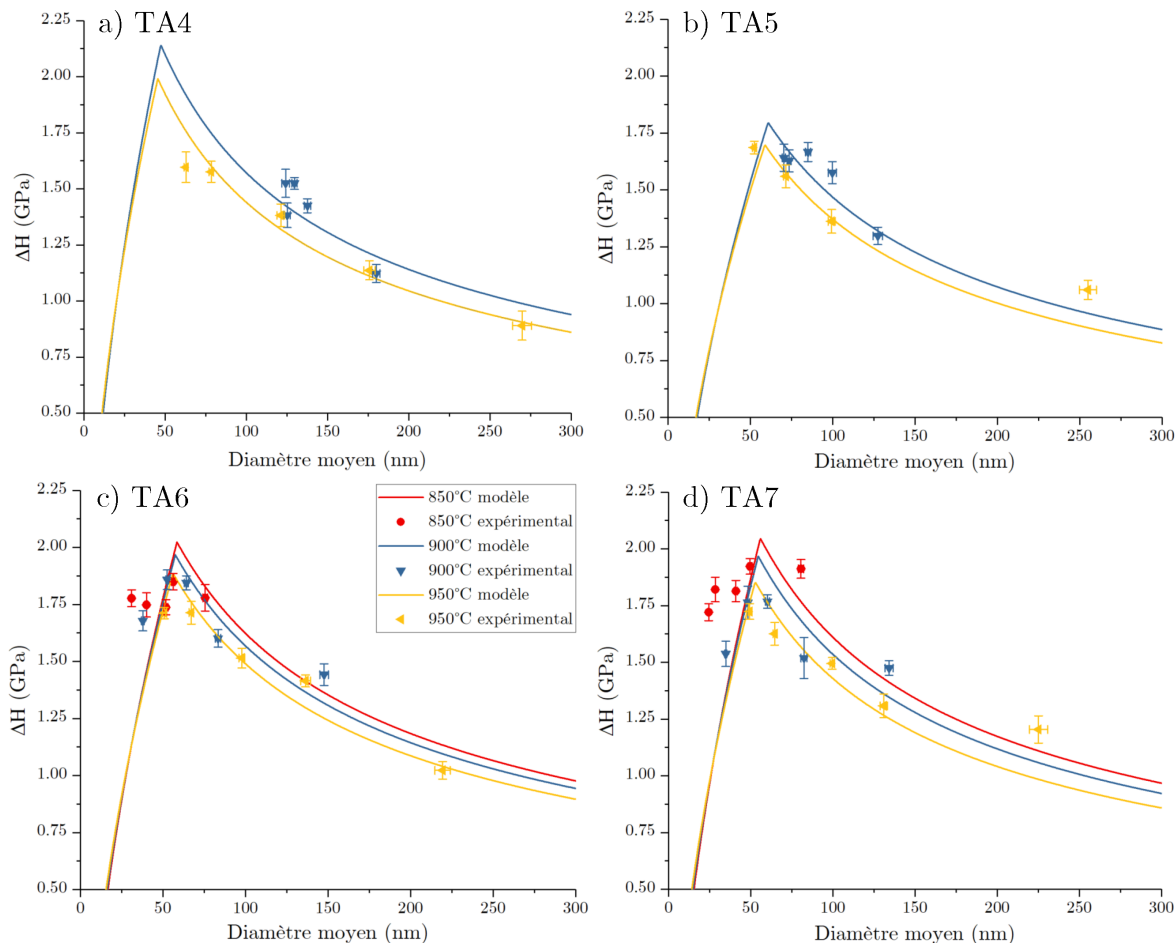 a) TA4
2.25
2.00
1.75
1.50
1.25
1.00
0.75
0.50
ΔH (GPa)
0 50 100 150 200 250 300
Diamètre moyen (nm)
b) TA5
2.25
2.00
1.75
1.50
1.25
1.00
0.75
0.50
ΔH (GPa)
0 50 100 150 200 250 300
Diamètre moyen (nm)
c) TA6
2.25
2.00
1.75
1.50
1.25
1.00
0.75
0.50
ΔH (GPa)
850°C modèle
850°C expérimental
900°C modèle
900°C expérimental
950°C modèle
950°C expérimental
0 50 100 150 200 250 300
Diamètre moyen (nm)
d) TA7
2.25
2.00
1.75
1.50
1.25
1.00
0.75
0.50
ΔH (GPa)
0 50 100 150 200 250 300
Diamètre moyen (nm)